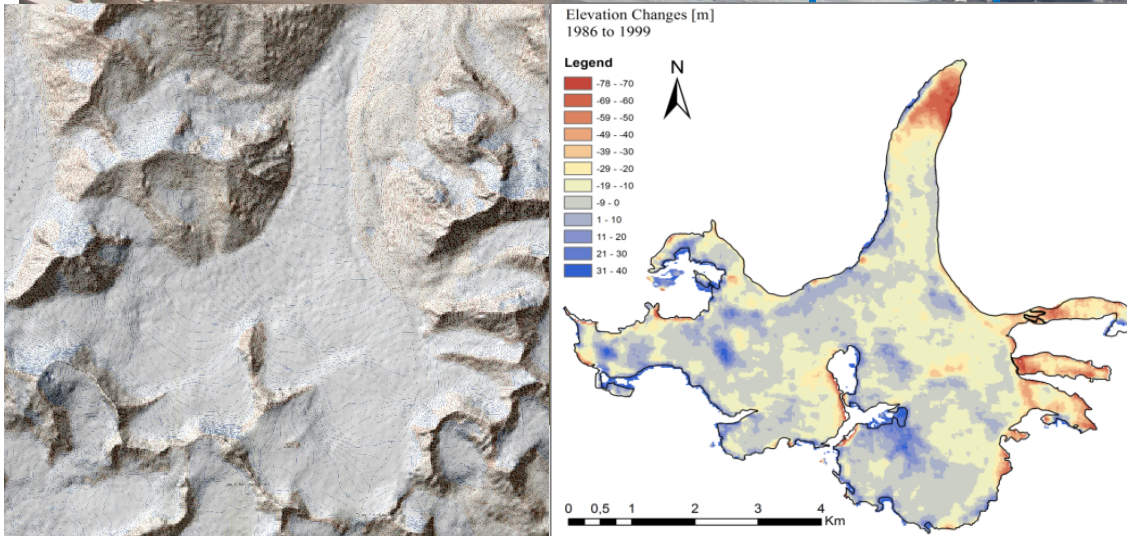 Elevation Changes [m]
1986 to 1999
Legend
N
-78 - -70
-69 - -60
-59 - -50
-49 - -40
-39 - -30
-29 - -20
-19 - -10
-9 - 0
1 - 10
11 - 20
21 - 30
31 - 40
0 0,5 1 2 3 4
Km